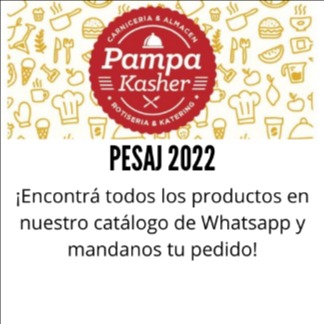 CARNICERIA & ALMACEN
Pampa
Kasher
ROTISERIA & KATERING
PESAJ 2022
¡Encontrá todos los productos en
nuestro catálogo de Whatsapp y
mandanos tu pedido!